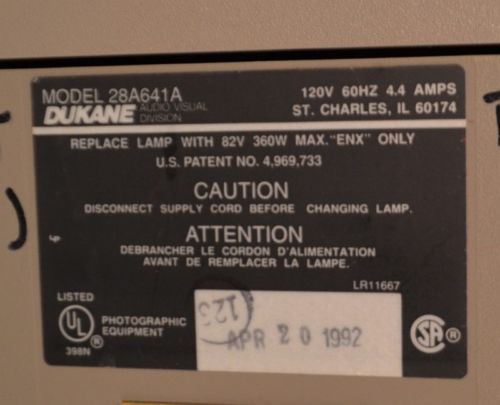 MODEL 28A641A
DUKANE AUDIO VISUAL DIVISION
120V 60HZ 4.4 AMPS
ST. CHARLES, IL 60174
REPLACE LAMP WITH 82V 360W MAX."ENX" ONLY
U.S. PATENT NO. 4,969,733
CAUTION
DISCONNECT SUPPLY CORD BEFORE CHANGING LAMP.
ATTENTION
DEBRANCHER LE CORDON D'ALIMENTATION
AVANT DE REMPLACER LA LAMPE.
LR11667
LISTED
UL ®
398N
PHOTOGRAPHIC
EQUIPMENT
123
APR 20 1992
SA ®